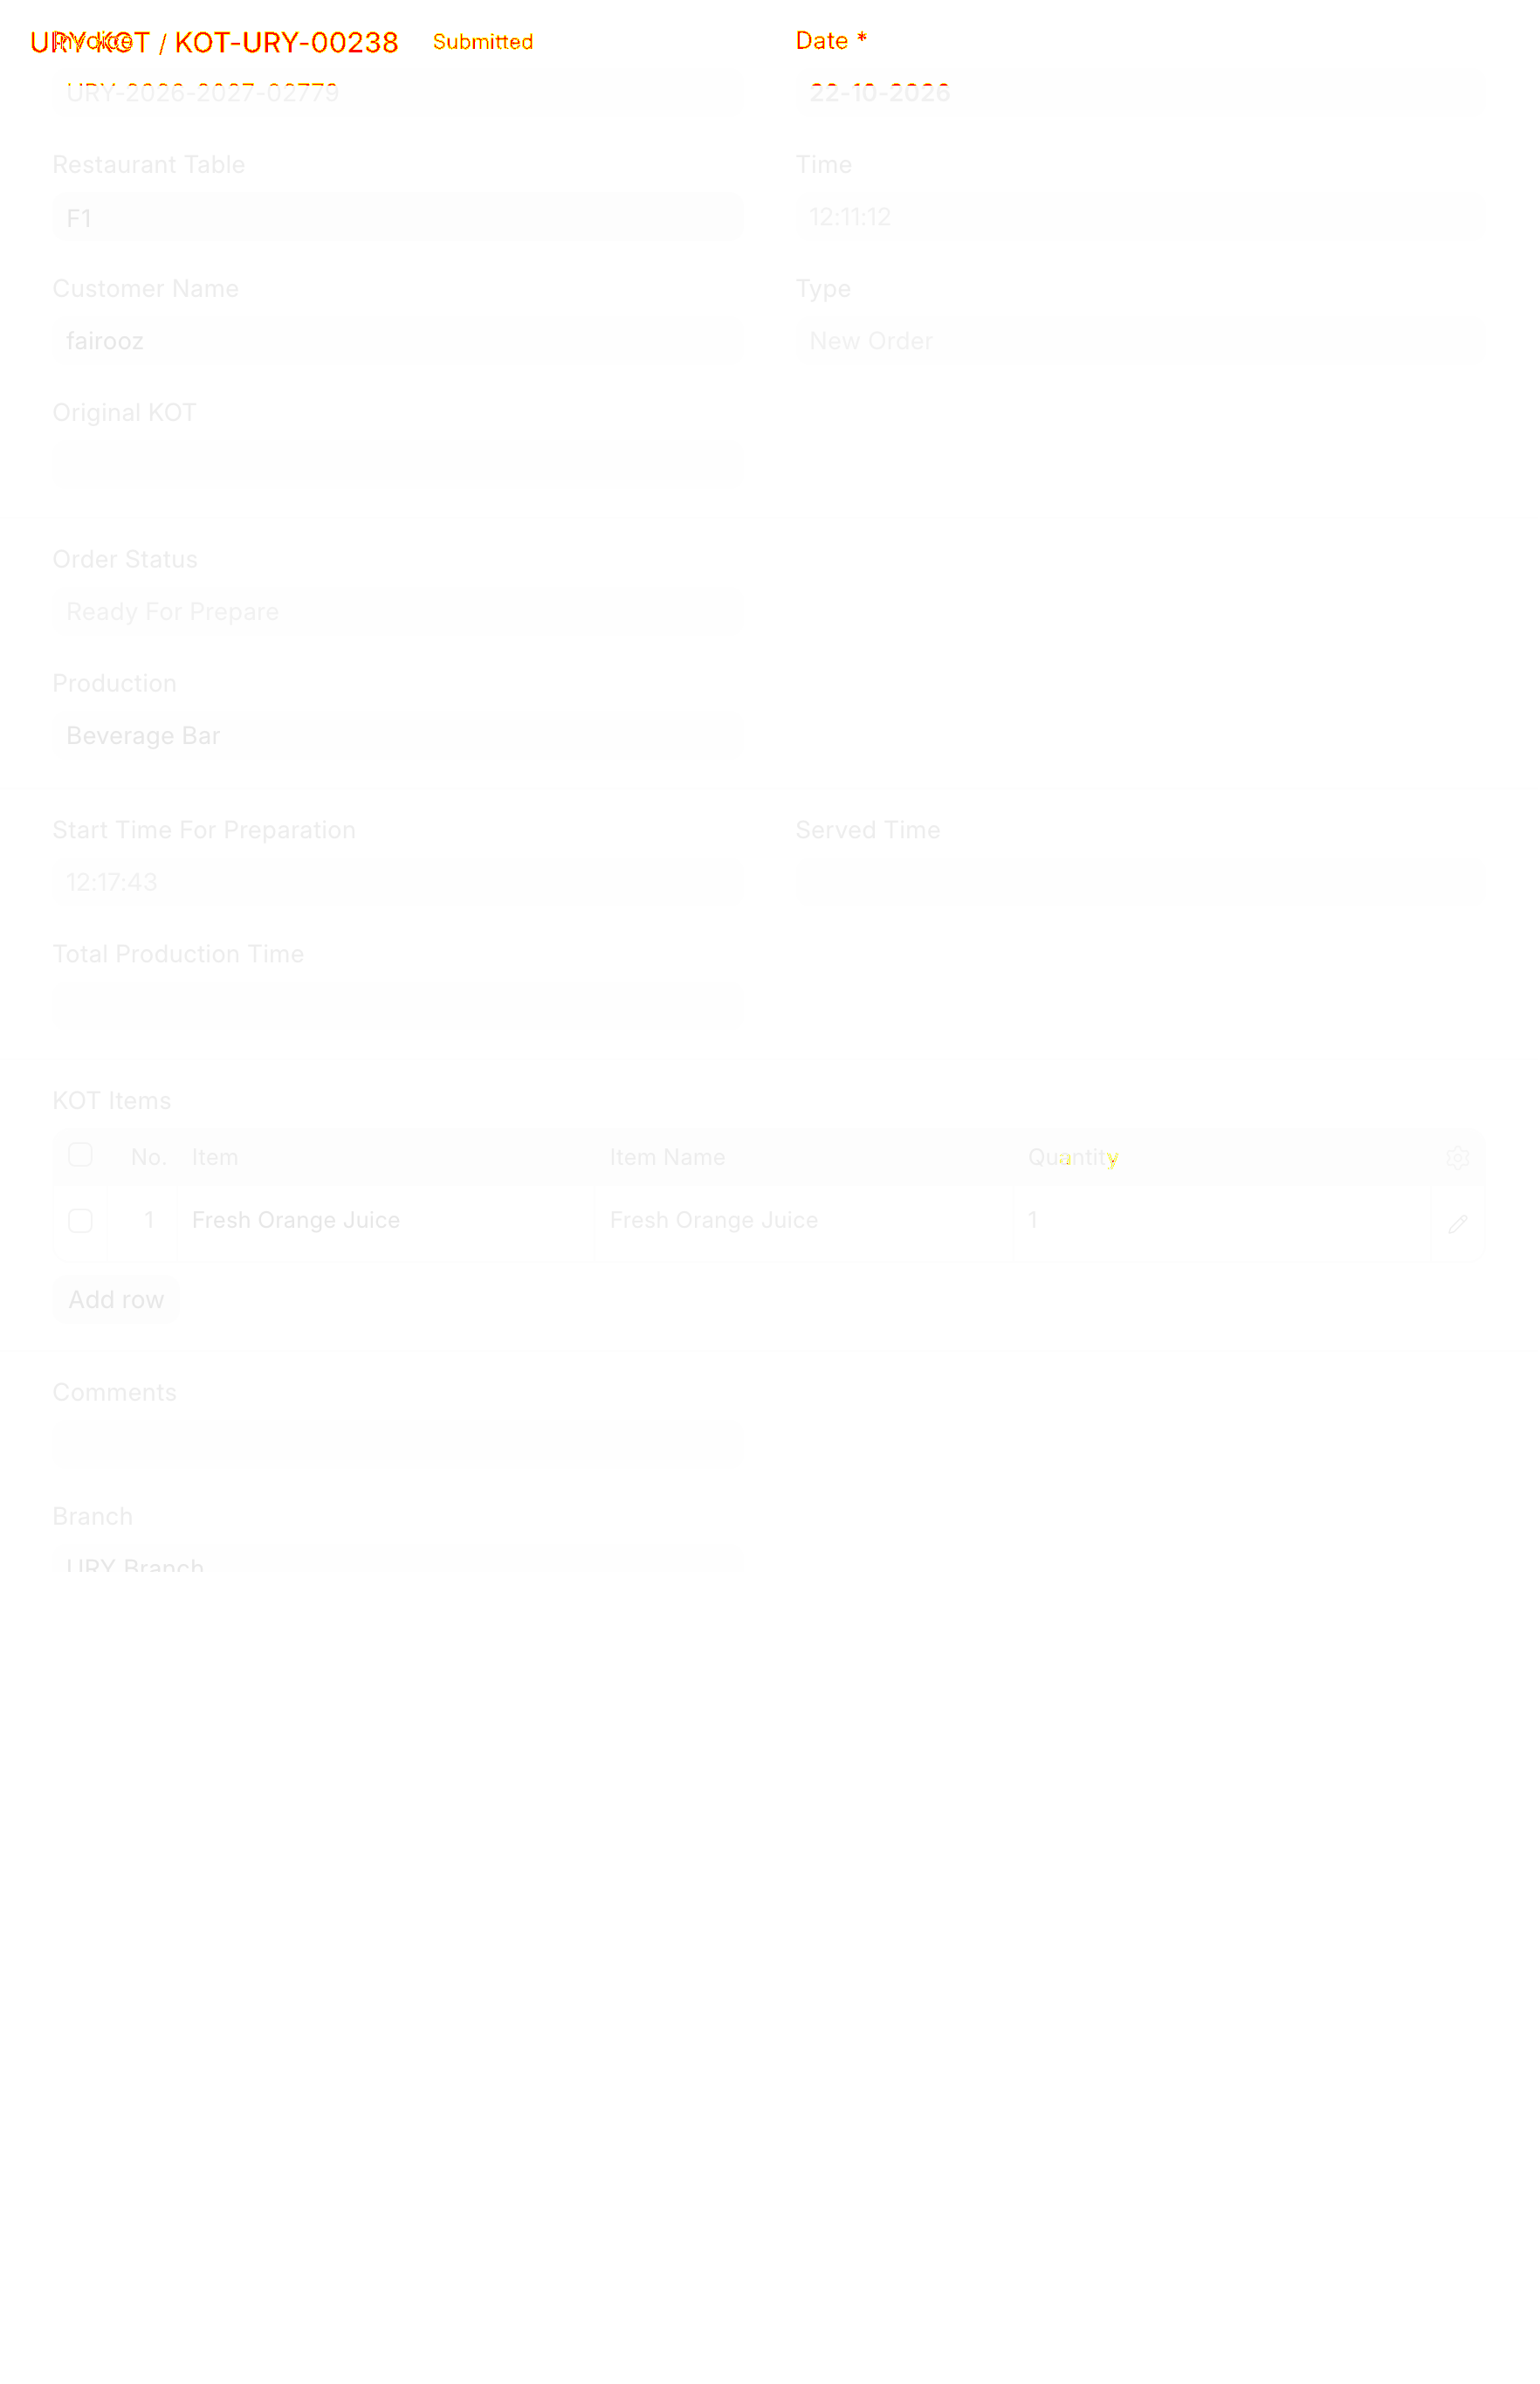 URY KOT / KOT-URY-00238 Submitted
Invoice
URY-2026-2027-02779
Date *
22-10-2026
Restaurant Table
F1
Time
12:11:12
Customer Name
fairooz
Type
New Order
Original KOT
Order Status
Ready For Prepare
Production
Beverage Bar
Start Time For Preparation
12:17:43
Served Time
Total Production Time
KOT Items
No. Item Item Name Quantity
1 Fresh Orange Juice Fresh Orange Juice 1
Add row
Comments
Branch
URY Branch